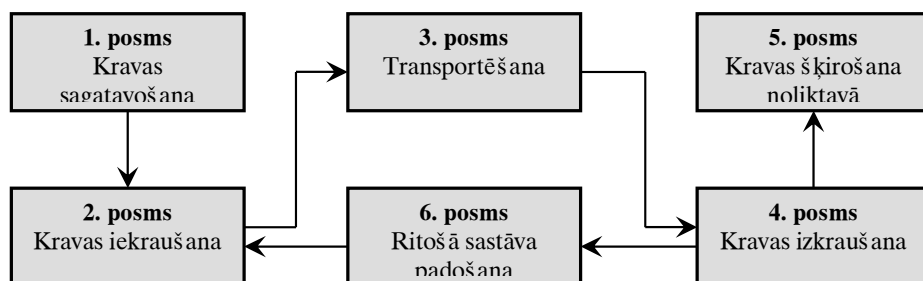 1. posms
Kravas
sagatavošana
3. posms
Transportēšana
5. posms
Kravas šķirošana
noliktavā
2. posms
Kravas iekraušana
6. posms
Ritošā sastāva
padošana
4. posms
Kravas izkraušana